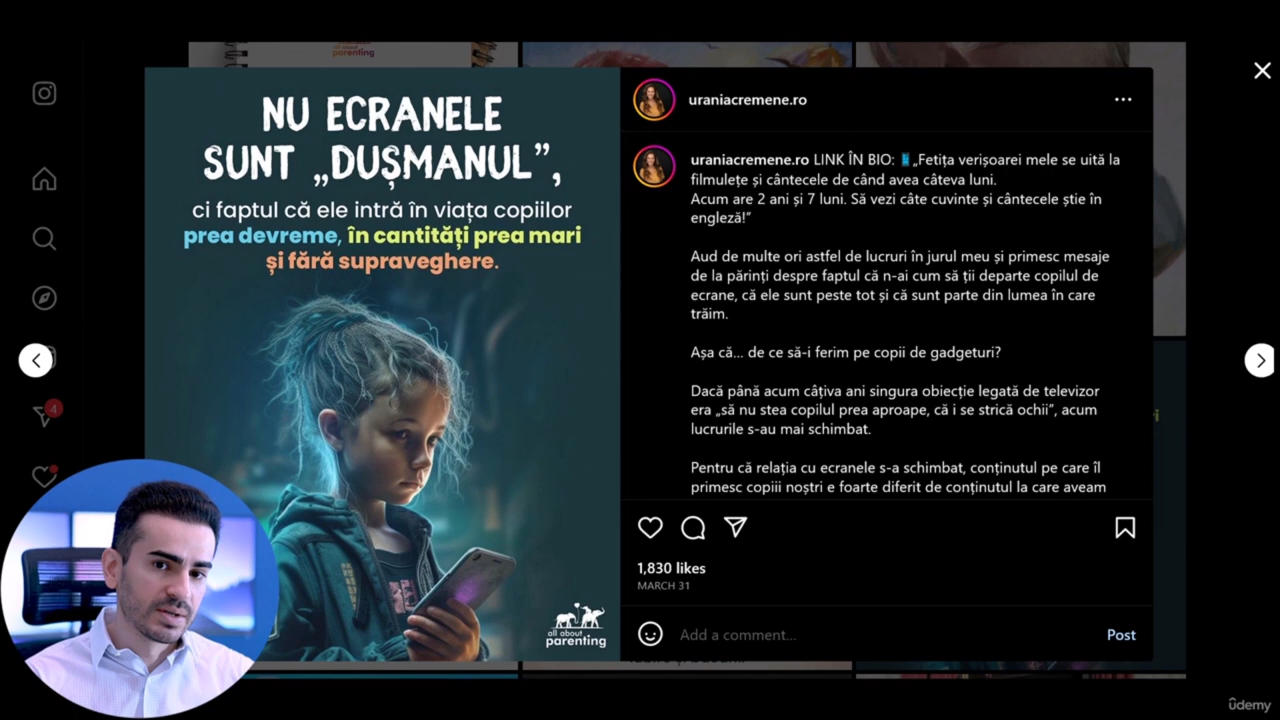 all about
parenting
NU ECRANELE
SUNT „DUȘMANUL”,
ci faptul că ele intră în viața copiilor
prea devreme, în cantități prea mari
și fără supraveghere.
all about
parenting
uraniacremene.ro
uraniacremene.ro LINK ÎN BIO: „Fetița verișoarei mele se uită la
filmulețe și cântecele de când avea câteva luni.
Acum are 2 ani și 7 luni. Să vezi câte cuvinte și cântecele știe în
engleză!”
Aud de multe ori astfel de lucruri în jurul meu și primesc mesaje
de la părinți despre faptul că n-ai cum să ții departe copilul de
ecrane, că ele sunt peste tot și că sunt parte din lumea în care
trăim.
Așa că... de ce să-i ferim pe copii de gadgeturi?
Dacă până acum câțiva ani singura obiecție legată de televizor
era „să nu stea copilul prea aproape, că i se strică ochii”, acum
lucrurile s-au mai schimbat.
Pentru că relația cu ecranele s-a schimbat, conținutul pe care îl
primesc copiii noștri e foarte diferit de conținutul la care aveam
1,830 likes
MARCH 31
Add a comment...
Post
4
ûdemy